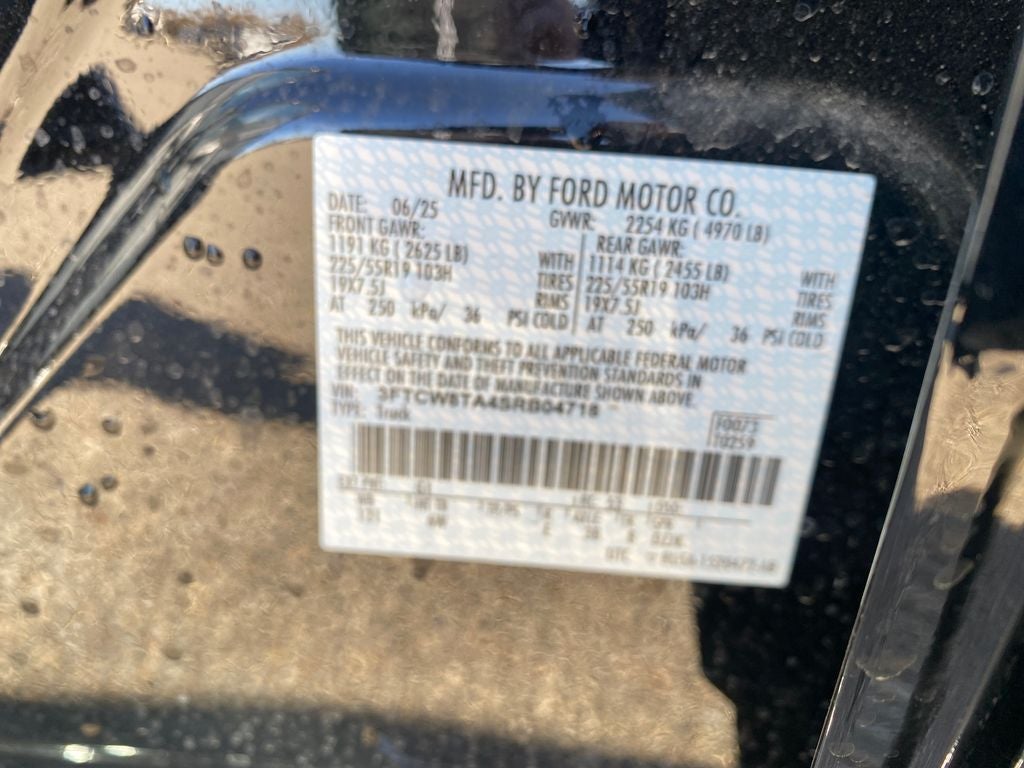 MFD. BY FORD MOTOR CO.
DATE: 06/25 GVWR: 2254 KG ( 4970 LB)
FRONT GAWR: REAR GAWR:
1191 KG ( 2625 LB) WITH 1114 KG ( 2455 LB) WITH
225/55R19 103H TIRES 225/55R19 103H TIRES
19X7.5J RIMS 19X7.5J RIMS
AT 250 kPa/ 36 PSI COLD AT 250 kPa/ 36 PSI COLD
THIS VEHICLE CONFORMS TO ALL APPLICABLE FEDERAL MOTOR
VEHICLE SAFETY AND THEFT PREVENTION STANDARDS IN
EFFECT ON THE DATE OF MANUFACTURE SHOWN ABOVE.
VIN:
TYPE: Truck F0073
T0259
UTC